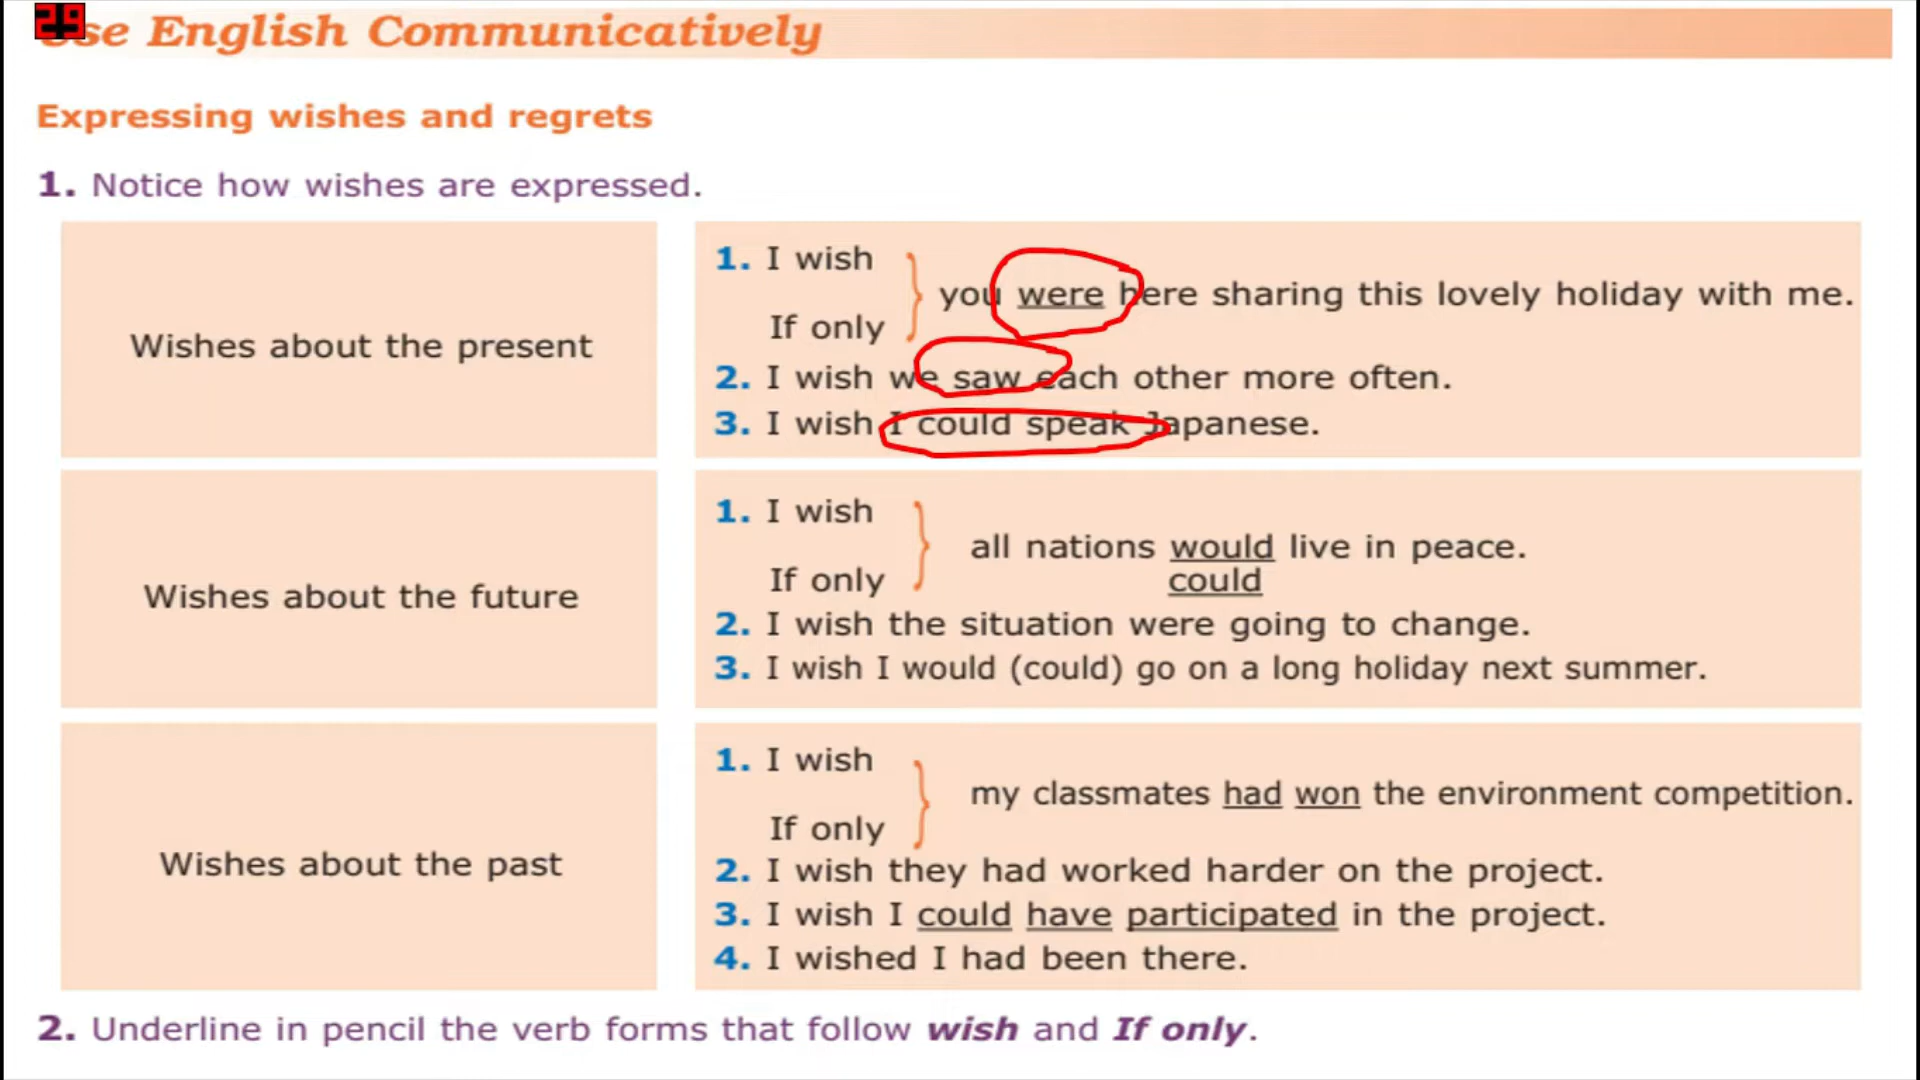 29
se English Communicatively
Expressing wishes and regrets
1. Notice how wishes are expressed.
Wishes about the present
1. I wish
you were here sharing this lovely holiday with me.
If only
2. I wish we saw each other more often.
3. I wish I could speak Japanese.
Wishes about the future
1. I wish
all nations would live in peace.
If only
could
2. I wish the situation were going to change.
3. I wish I would (could) go on a long holiday next summer.
Wishes about the past
1. I wish
my classmates had won the environment competition.
If only
2. I wish they had worked harder on the project.
3. I wish I could have participated in the project.
4. I wished I had been there.
2. Underline in pencil the verb forms that follow wish and If only.